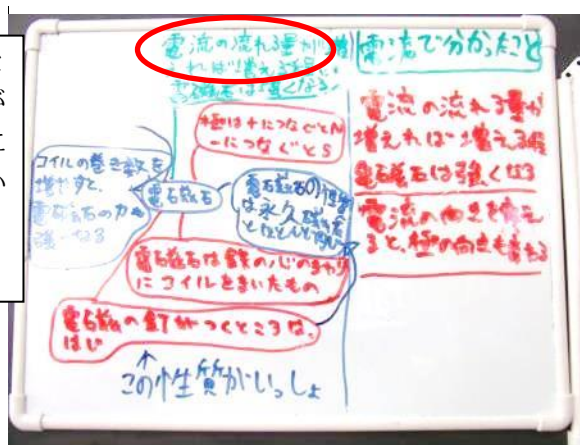 電流の流れる量が増
えれば増える程
電磁石は強くなる
電流で分かったこと
極は+につなぐとN
-につなぐとS
コイルの巻き数を
増やすと、
電磁石の力が
強くなる
電磁石
電磁石の性質
は永久磁石
とほとんど同じ
電磁石は鉄の心のまわり
にコイルをまいたもの
電磁石の釘がつくところは、
はじ
この性質がいっしょ
電流の流れる量が
増えれば増える程
電磁石は強くなる
電流の向きを変え
ると、極の向きも変わる